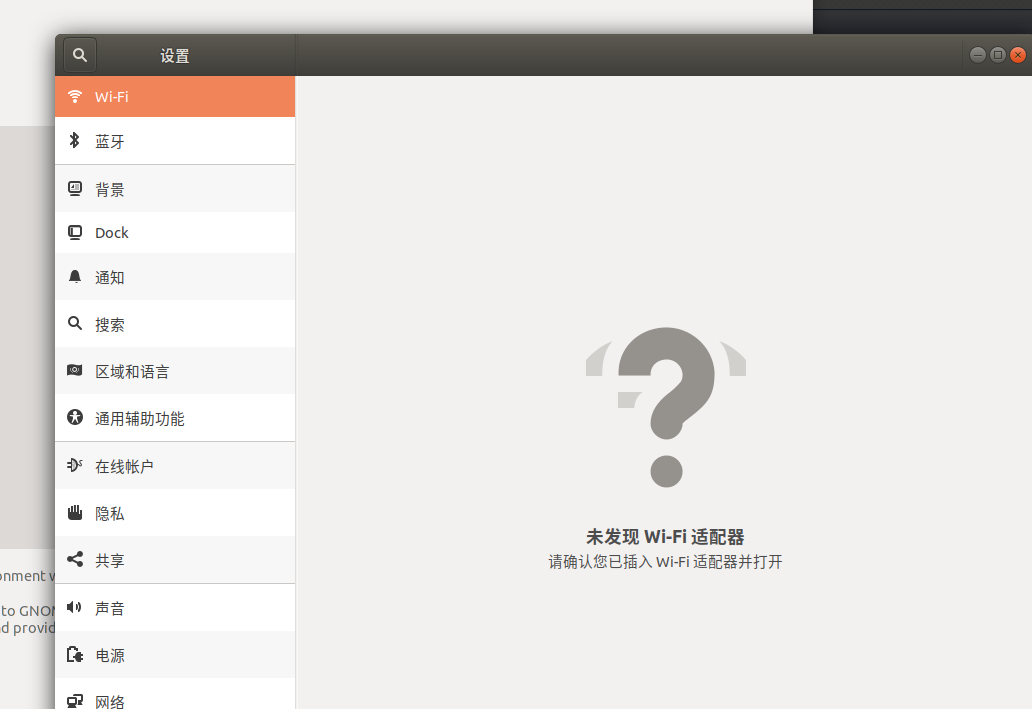 设置
Wi-Fi
蓝牙
背景
Dock
通知
搜索
区域和语言
通用辅助功能
在线帐户
隐私
共享
声音
电源
网络
未发现 Wi-Fi 适配器
请确认您已插入 Wi-Fi 适配器并打开
onment
to GNO
d provid